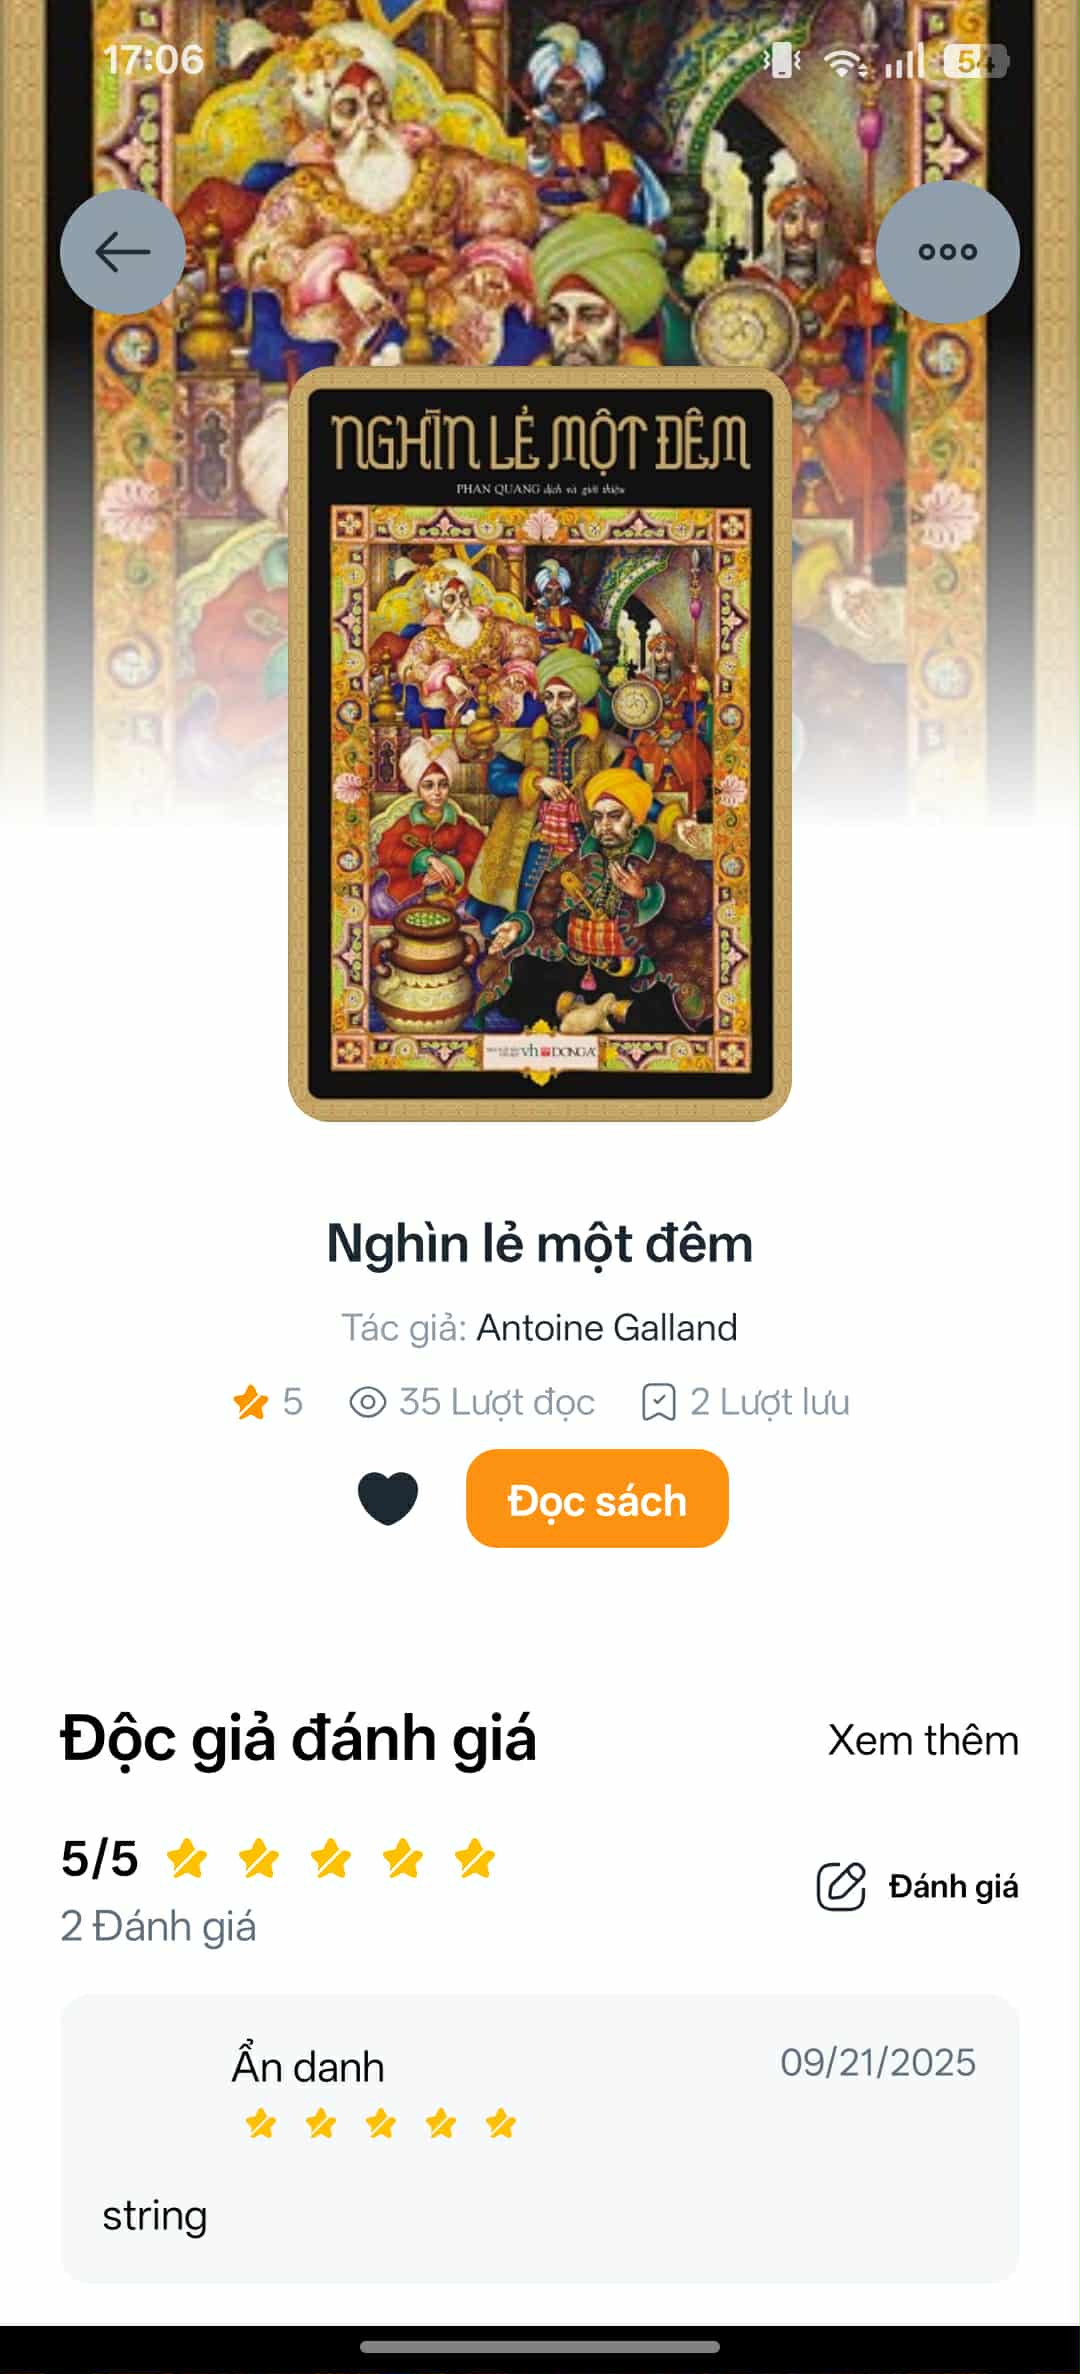 17:06
54
NGHÌN LẺ MỘT ĐÊM
PHAN QUANG dịch và giới thiệu
vh ĐÔNG A
Nghìn lẻ một đêm
Tác giả: Antoine Galland
5 35 Lượt đọc 2 Lượt lưu
Đọc sách
Độc giả đánh giá Xem thêm
5/5
2 Đánh giá
Đánh giá
Ẩn danh 09/21/2025
string